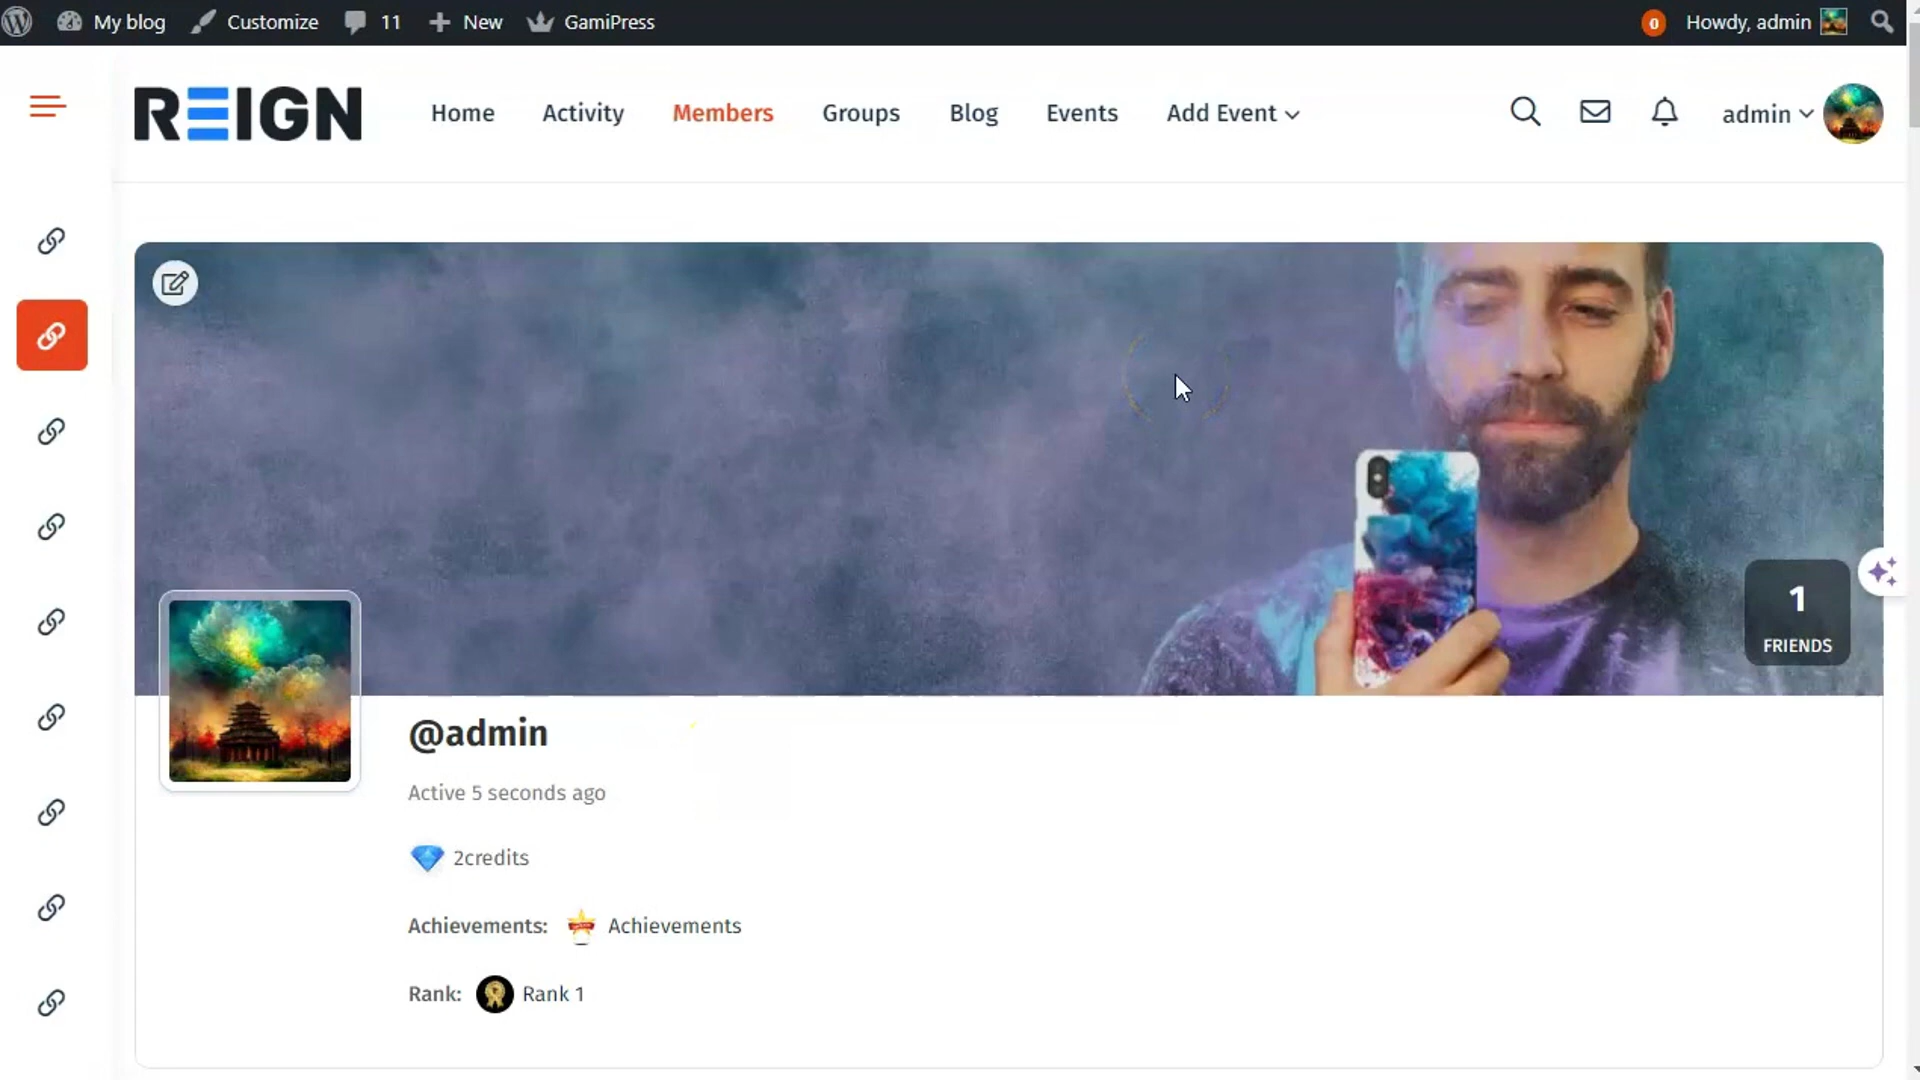 My blog Customize 11 New GamiPress 0 Howdy, admin
REIGN Home Activity Members Groups Blog Events Add Event admin
1
FRIENDS
@admin
Active 5 seconds ago
2credits
Achievements: Achievements
Rank: Rank 1